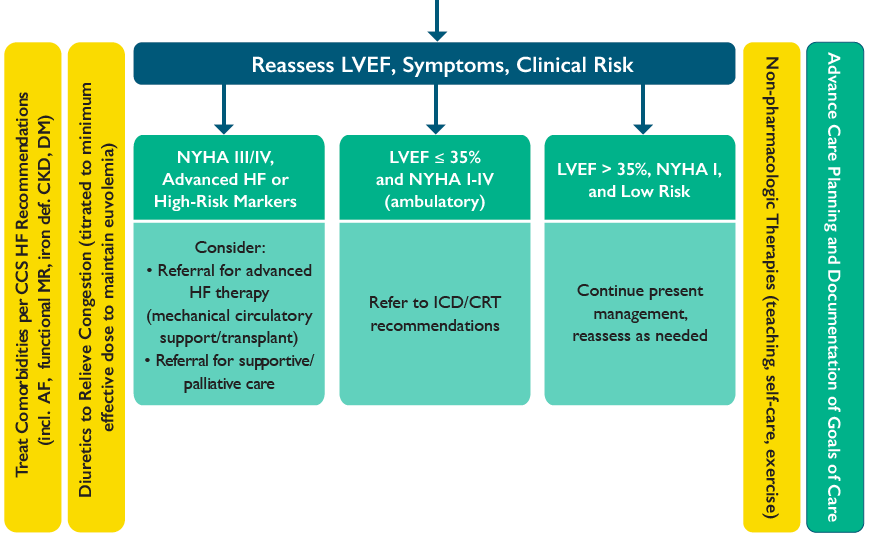 Treat Comorbidities per CCS HF Recommendations
(incl. AF, functional MR, iron def. CKD, DM)
Diuretics to Relieve Congestion (titrated to minimum
effective dose to maintain euvolemia)
Reassess LVEF, Symptoms, Clinical Risk
NYHA III/IV,
Advanced HF or
High-Risk Markers
Consider:
• Referral for advanced
HF therapy
(mechanical circulatory
support/transplant)
• Referral for supportive/
palliative care
LVEF ≤ 35%
and NYHA I-IV
(ambulatory)
Refer to ICD/CRT
recommendations
LVEF > 35%, NYHA I,
and Low Risk
Continue present
management,
reassess as needed
Non-pharmacologic Therapies (teaching, self-care, exercise)
Advance Care Planning and Documentation of Goals of Care